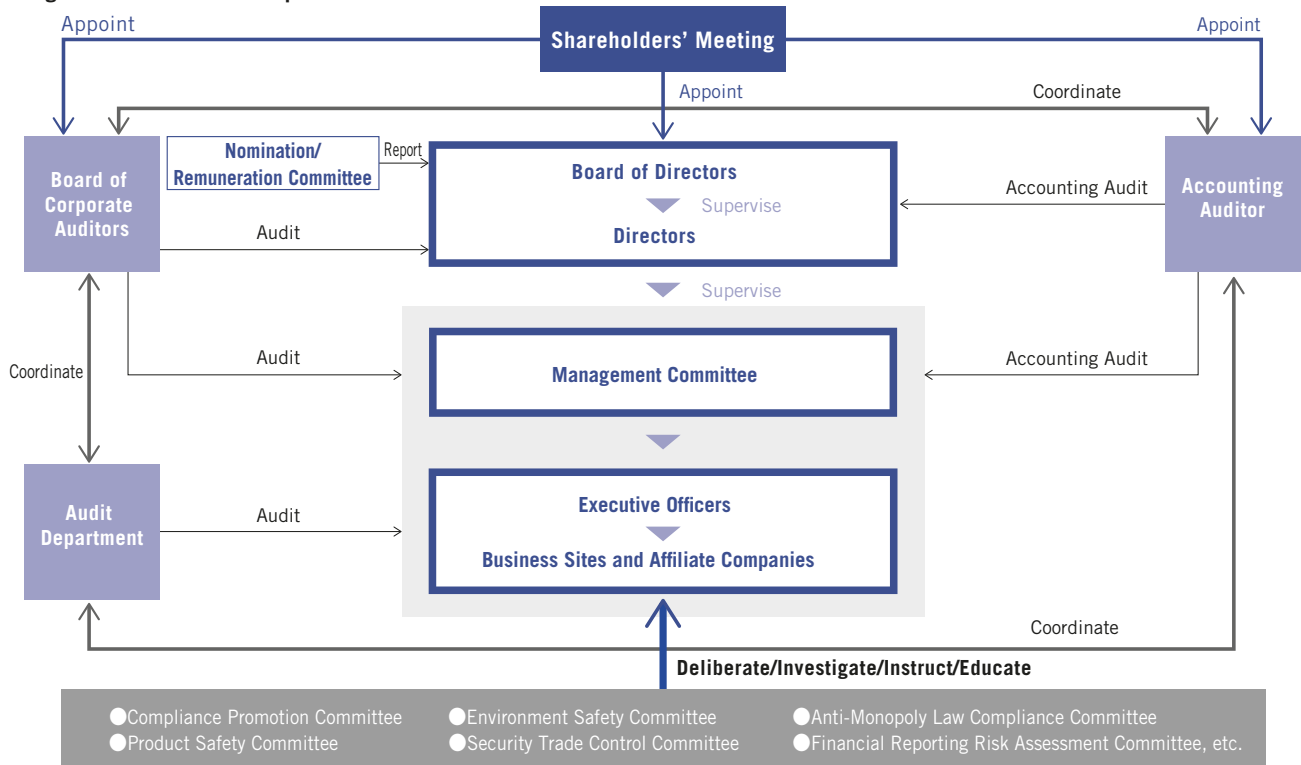 Shareholders' Meeting
Appoint
Appoint
Appoint
Coordinate
Board of
Corporate
Auditors
Nomination/
Remuneration Committee
Report
Board of Directors
Supervise
Directors
Accounting Audit
Accounting
Auditor
Audit
Supervise
Audit
Management Committee
Accounting Audit
Coordinate
Audit
Department
Audit
Executive Officers
Business Sites and Affiliate Companies
Coordinate
Deliberate/Investigate/Instruct/Educate
●Compliance Promotion Committee
●Environment Safety Committee
●Anti-Monopoly Law Compliance Committee
●Product Safety Committee
●Security Trade Control Committee
●Financial Reporting Risk Assessment Committee, etc.